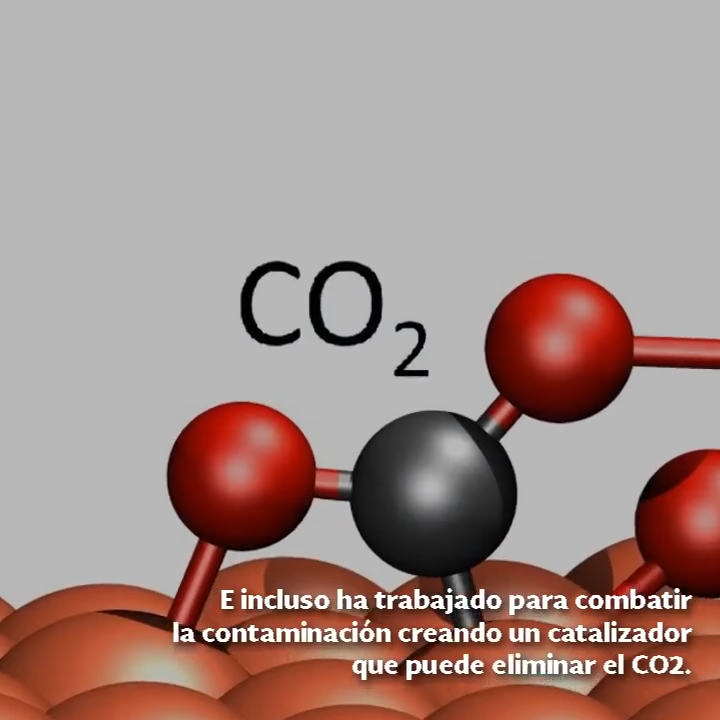 CO₂
E incluso ha trabajado para combatir
la contaminación creando un catalizador
que puede eliminar el CO2.